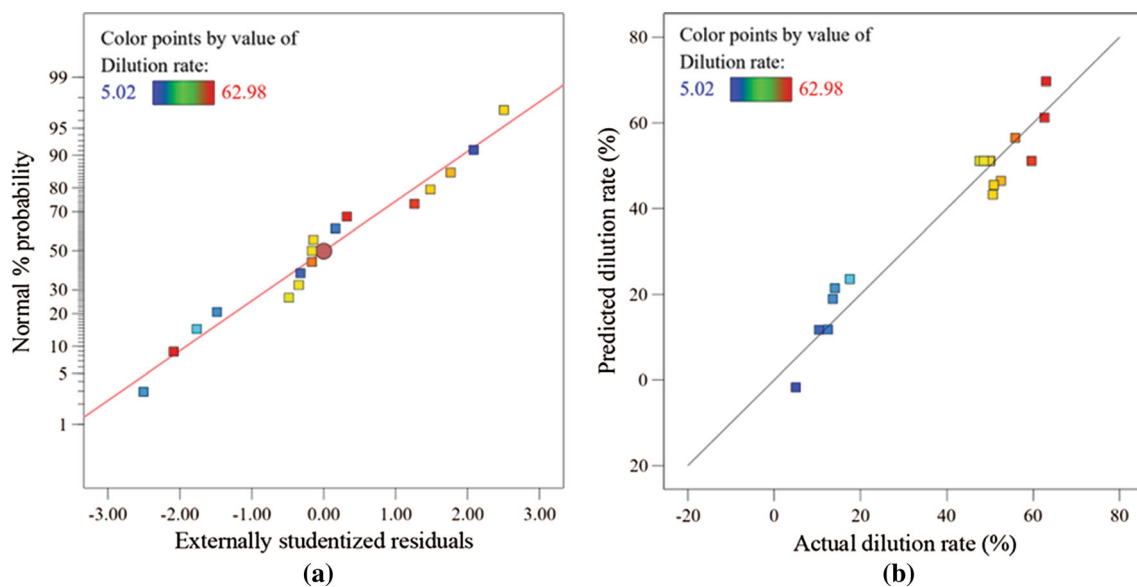 Color points by value of
Dilution rate:
5.02 62.98
Normal % probability
99
95
90
80
70
50
30
20
10
5
1
-3.00 -2.00 -1.00 0.00 1.00 2.00 3.00
Externally studentized residuals
(a)
Color points by value of
Dilution rate:
5.02 62.98
Predicted dilution rate (%)
80
60
40
20
0
20
-20 0 20 40 60 80
Actual dilution rate (%)
(b)